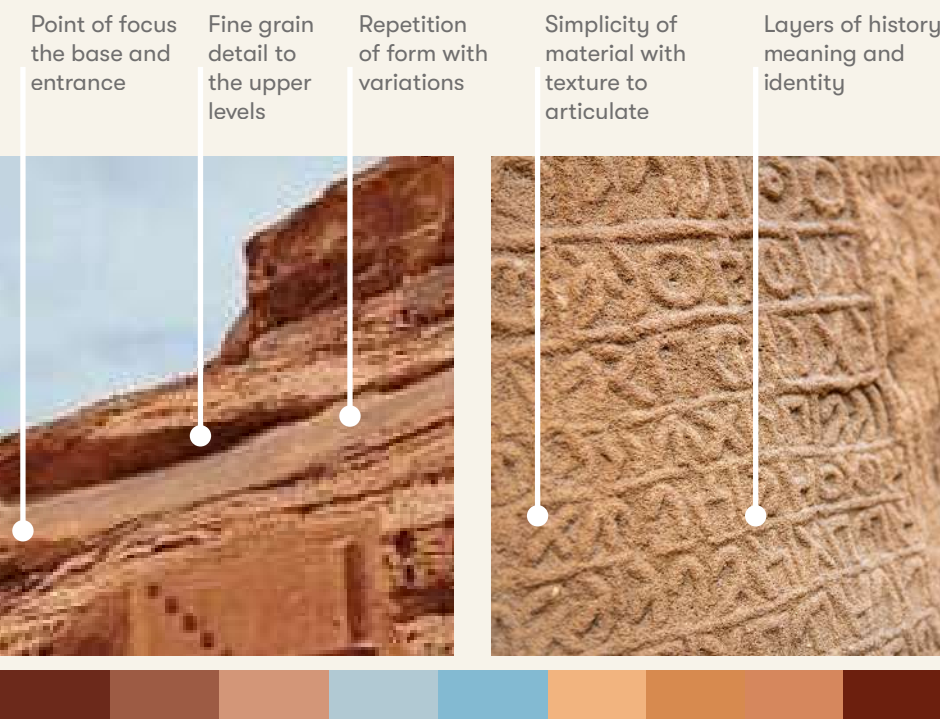 Point of focus
the base and
entrance
Fine grain
detail to
the upper
levels
Repetition
of form with
variations
Simplicity of
material with
texture to
articulate
Layers of history
meaning and
identity